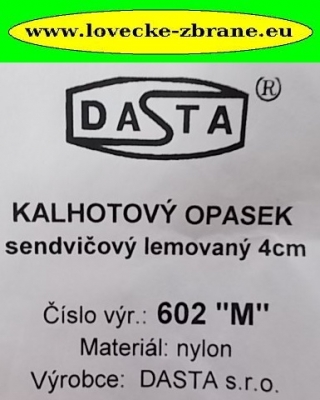 www.lovecke-zbrane.eu
DASTA ®
KALHOTOVÝ OPASEK
sendvičový lemovaný 4cm
Číslo výr.: 602 "M"
Materiál: nylon
Výrobce: DASTA s.r.o.